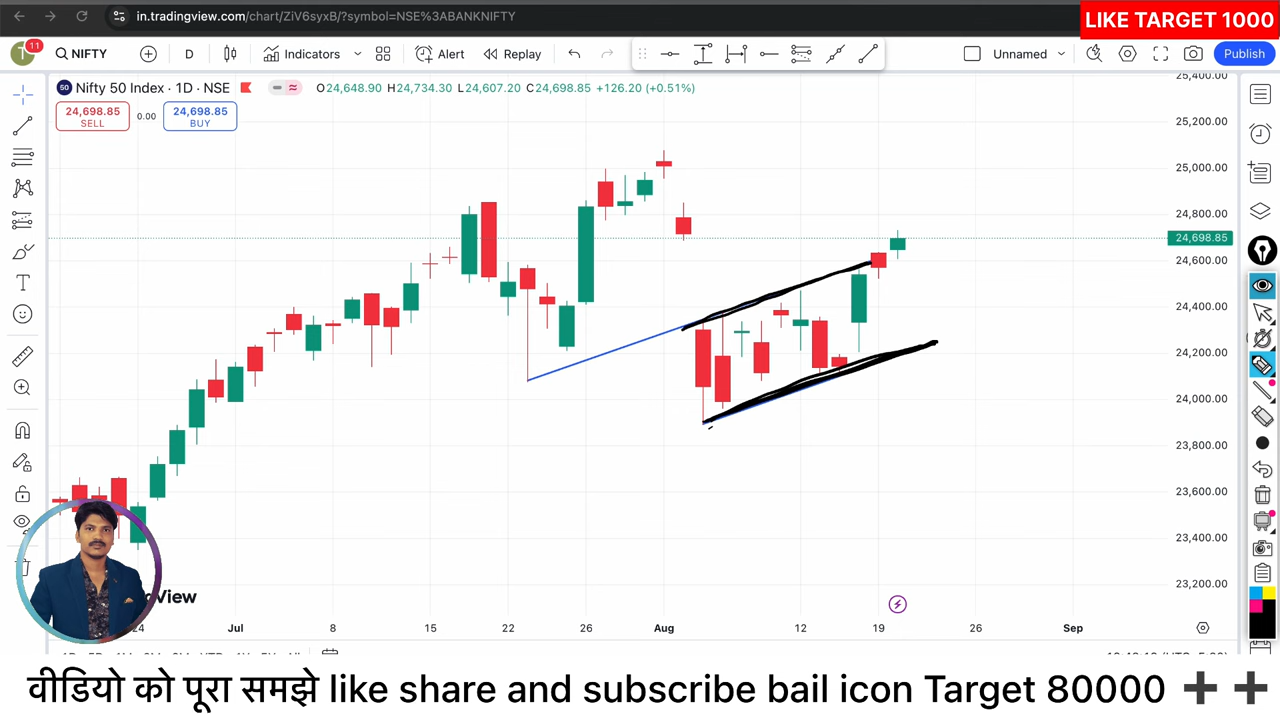 in.tradingview.com/chart/ZiV6syxB/?symbol=NSE%3ABANKNIFTY
LIKE TARGET 1000
11
NIFTY
D
Indicators
Alert
Replay
Unnamed
Publish
50 Nifty 50 Index · 1D · NSE O24,648.90 H24,734.30 L24,607.20 C24,698.85 +126.20 (+0.51%)
24,698.85
SELL
0.00
24,698.85
BUY
25,400.00
25,200.00
25,000.00
24,800.00
24,698.85
24,600.00
24,400.00
24,200.00
24,000.00
23,800.00
23,600.00
23,400.00
23,200.00
24 Jul 8 15 22 26 Aug 12 19 26 Sep
वीडियो को पूरा समझे like share and subscribe bail icon Target 80000 ➕ ➕